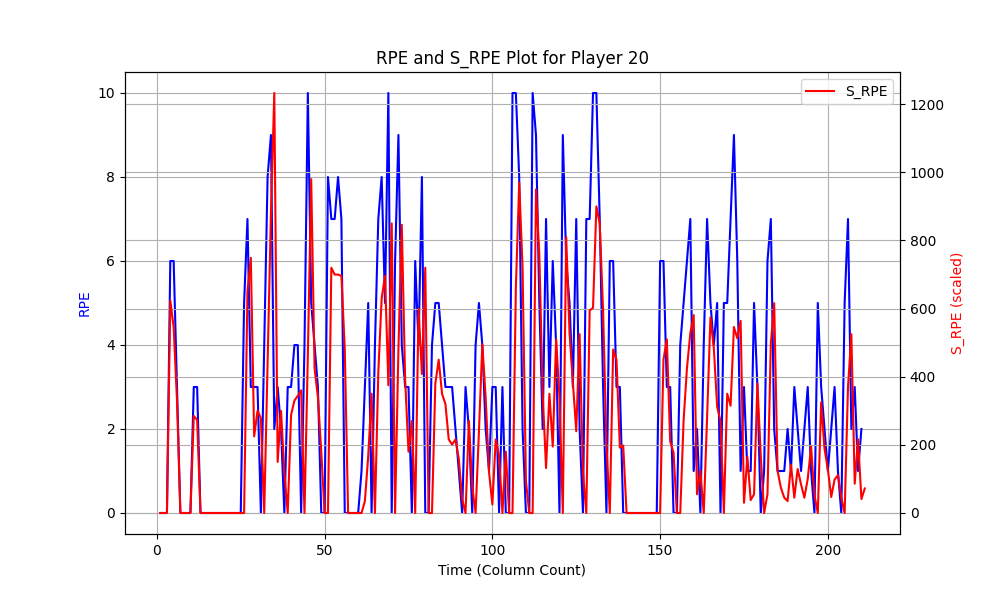 RPE and S_RPE Plot for Player 20
S_RPE
10
8
6
4
2
0
RPE
1200
1000
800
600
400
200
0
S_RPE (scaled)
0 50 100 150 200
Time (Column Count)